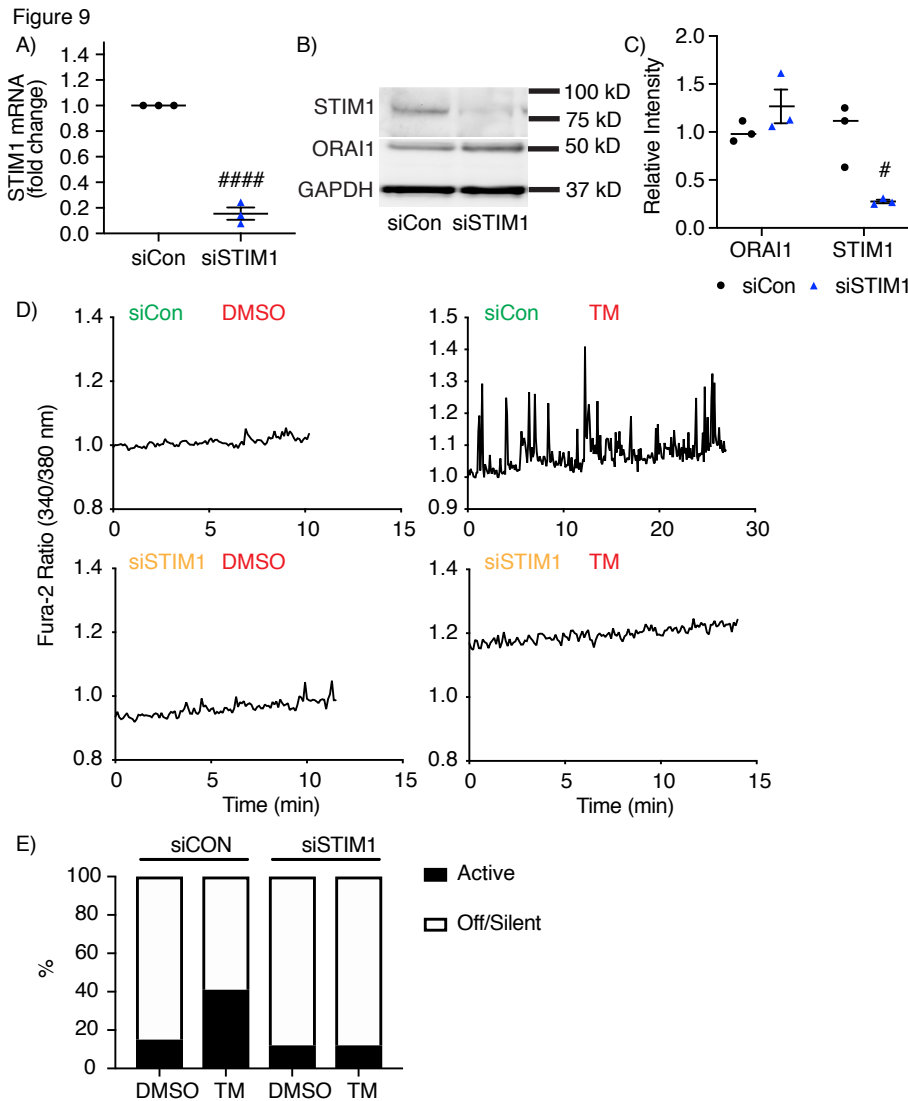 Figure 9
A)
STIM1 mRNA
(fold change)
1.4
1.2
1.0
0.8
0.6
0.4
0.2
0.0
####
siCon siSTIM1
B)
STIM1
ORAI1
GAPDH
100 kD
75 kD
50 kD
37 kD
siCon siSTIM1
C)
Relative Intensity
2.0
1.5
1.0
0.5
0.0
#
ORAI1 STIM1
siCon siSTIM1
D)
Fura-2 Ratio (340/380 nm)
siCon DMSO
1.4
1.2
1.0
0.8
0 5 10 15
siCon TM
1.4
1.3
1.2
1.1
1.0
0.9
0 10 20 30
siSTIM1 DMSO
1.4
1.2
1.0
0.8
0 5 10 15
Time (min)
siSTIM1 TM
1.4
1.2
1.0
0.8
0 5 10 15
Time (min)
E)
siCON siSTIM1
%
100
80
60
40
20
0
DMSO TM DMSO TM
Active
Off/Silent